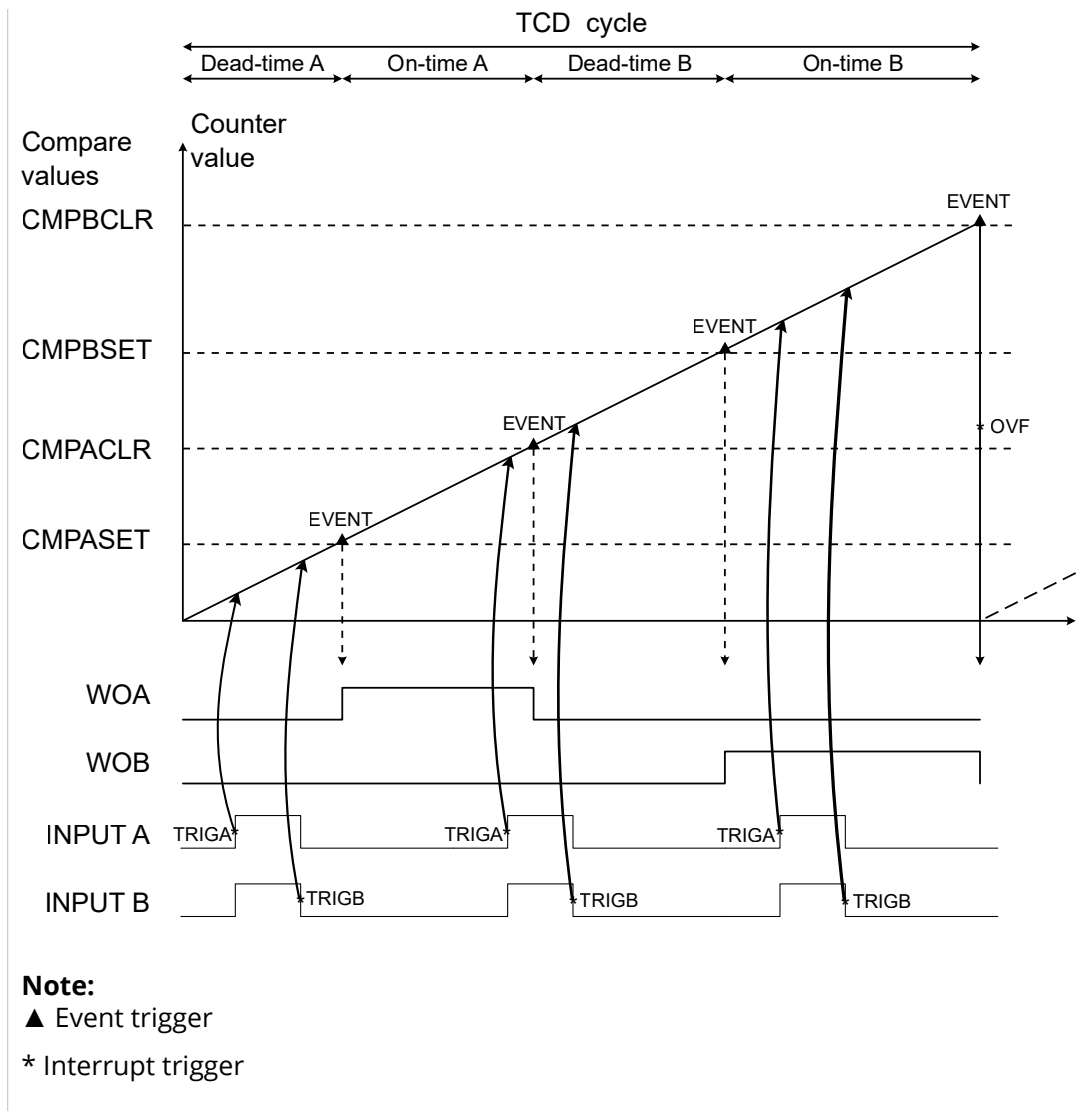 TCD cycle
Dead-time A
On-time A
Dead-time B
On-time B
Compare
values
Counter
value
CMPBCLR
EVENT
CMPBSET
EVENT
OVF
CMPACLR
EVENT
CMPASET
EVENT
WOA
WOB
INPUT A
TRIGA*
TRIGA*
TRIGA*
INPUT B
*TRIGB
*TRIGB
*TRIGB
Note:
▲ Event trigger
* Interrupt trigger